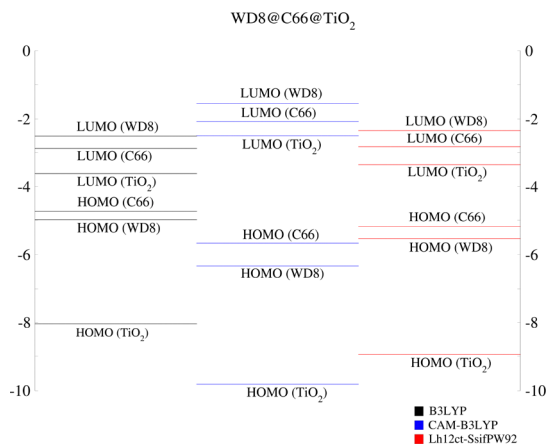 WD8@C66@TiO₂
0 0
LUMO (WD8)
LUMO (C66)
LUMO (WD8)
-2 LUMO (WD8) -2
LUMO (C66)
LUMO (TiO₂)
LUMO (C66)
LUMO (TiO₂)
LUMO (TiO₂)
-4 -4
HOMO (C66)
HOMO (C66)
HOMO (WD8)
HOMO (C66)
HOMO (WD8)
-6 -6
HOMO (WD8)
-8 -8
HOMO (TiO₂)
HOMO (TiO₂)
-10 -10
HOMO (TiO₂)
B3LYP
CAM-B3LYP
Lh12ct-SsifPW92